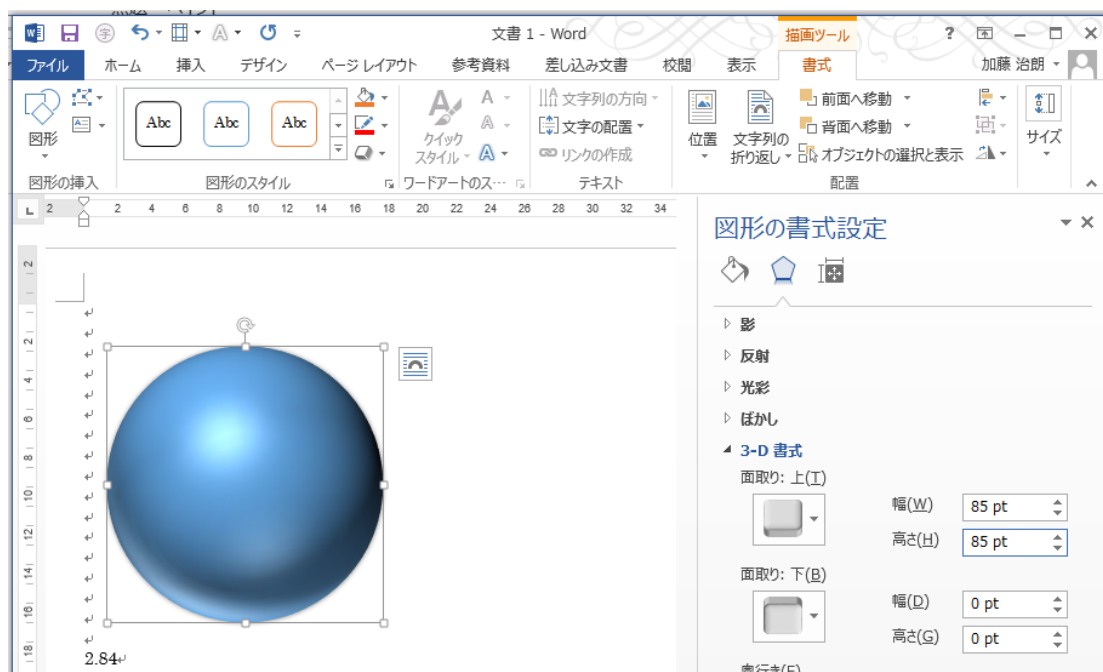 文書 1 - Word
描画ツール
ファイル ホーム 挿入 デザイン ページ レイアウト 参考資料 差し込み文書 校閲 表示 書式 加藤 治朗
図形
Abc Abc Abc
クイック
スタイル
文字列の方向
文字の配置
リンクの作成
位置
文字列の
折り返し
前面へ移動
背面へ移動
オブジェクトの選択と表示
サイズ
図形の挿入 図形のスタイル ワードアートのス… テキスト 配置
2 2 4 6 8 10 12 14 16 18 20 22 24 26 28 30 32 34
2
2
4
6
8
10
12
14
16
18
2.84
図形の書式設定
影
反射
光彩
ぼかし
3-D 書式
面取り: 上(T)
幅(W) 85 pt
高さ(H) 85 pt
面取り: 下(B)
幅(D) 0 pt
高さ(G) 0 pt